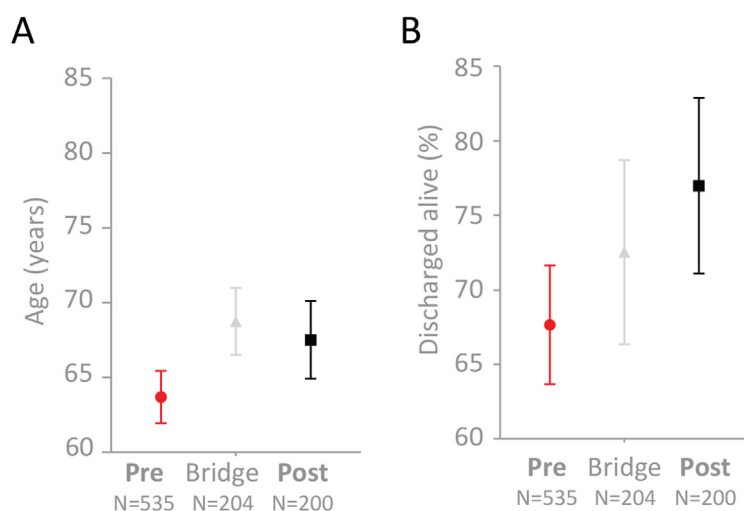 A
Age (years)
85
80
75
70
65
60
Pre Bridge Post
N=535 N=204 N=200
B
Discharged alive (%)
85
80
75
70
65
60
Pre Bridge Post
N=535 N=204 N=200